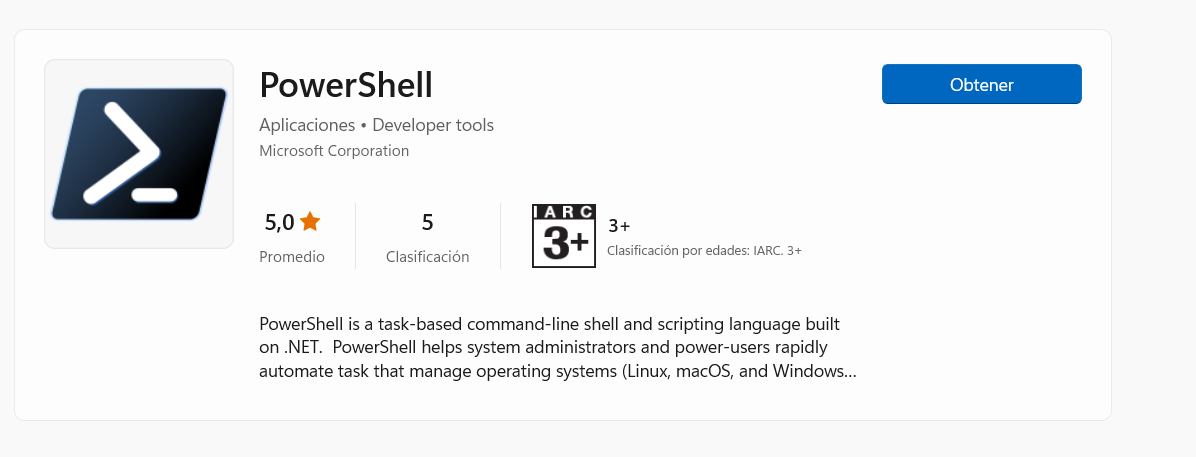 PowerShell
Obtener
Aplicaciones • Developer tools
Microsoft Corporation
5,0
Promedio
5
Clasificación
IARC
3+
3+
Clasificación por edades: IARC. 3+
PowerShell is a task-based command-line shell and scripting language built
on .NET.  PowerShell helps system administrators and power-users rapidly
automate task that manage operating systems (Linux, macOS, and Windows...